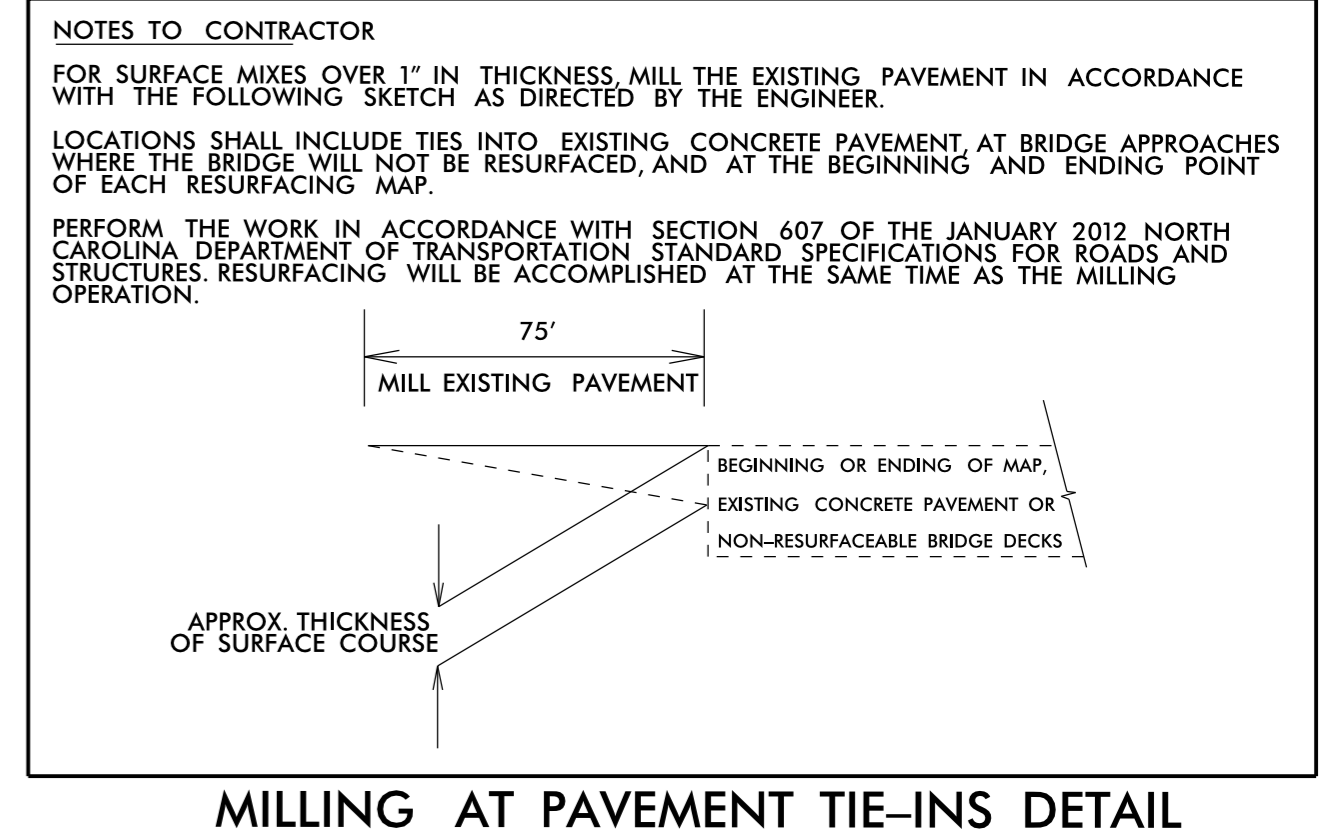 NOTES TO CONTRACTOR
FOR SURFACE MIXES OVER 1" IN THICKNESS, MILL THE EXISTING PAVEMENT IN ACCORDANCE
WITH THE FOLLOWING SKETCH AS DIRECTED BY THE ENGINEER.
LOCATIONS SHALL INCLUDE TIES INTO EXISTING CONCRETE PAVEMENT, AT BRIDGE APPROACHES
WHERE THE BRIDGE WILL NOT BE RESURFACED, AND AT THE BEGINNING AND ENDING POINT
OF EACH RESURFACING MAP.
PERFORM THE WORK IN ACCORDANCE WITH SECTION 607 OF THE JANUARY 2012 NORTH
CAROLINA DEPARTMENT OF TRANSPORTATION STANDARD SPECIFICATIONS FOR ROADS AND
STRUCTURES. RESURFACING WILL BE ACCOMPLISHED AT THE SAME TIME AS THE MILLING
OPERATION.
75'
MILL EXISTING PAVEMENT
BEGINNING OR ENDING OF MAP,
EXISTING CONCRETE PAVEMENT OR
NON–RESURFACEABLE BRIDGE DECKS
APPROX. THICKNESS
OF SURFACE COURSE
MILLING AT PAVEMENT TIE–INS DETAIL